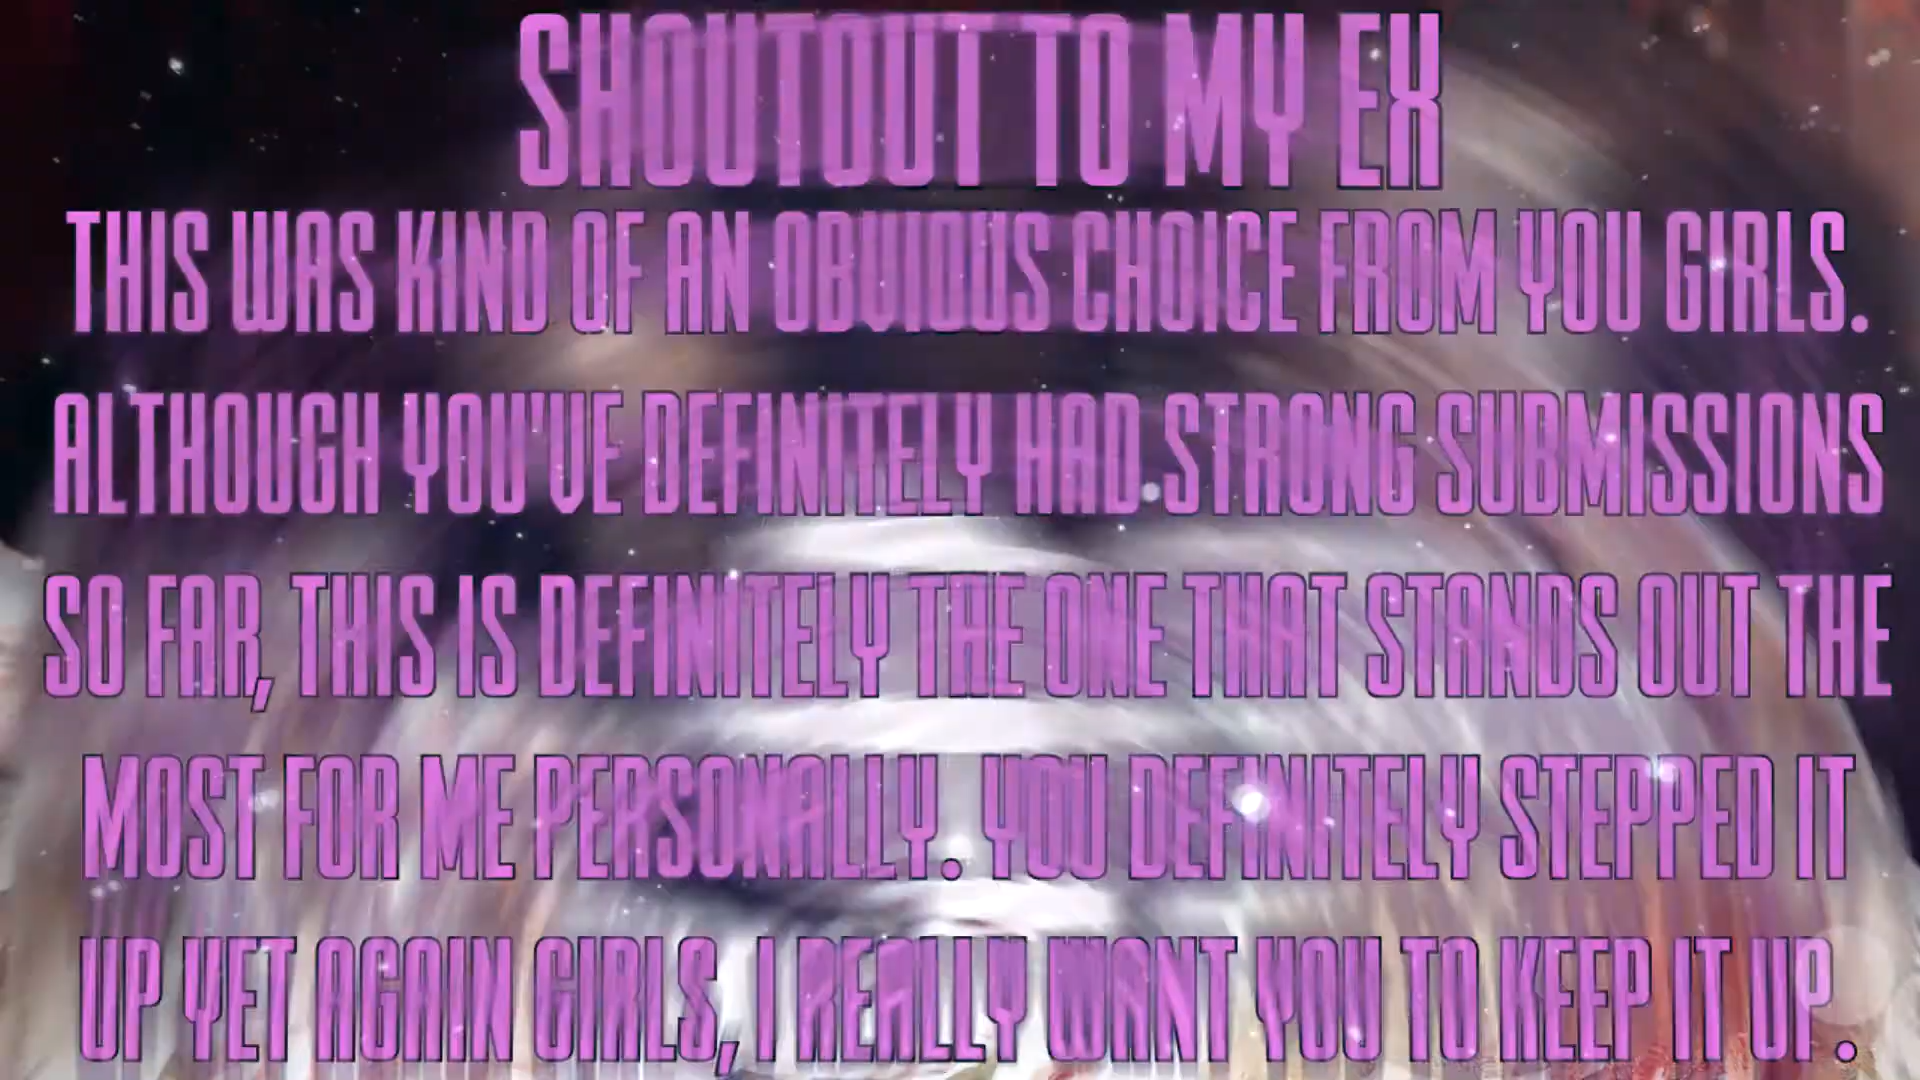 SHOUTOUT TO MY EX
THIS WAS KIND OF AN OBVIOUS CHOICE FROM YOU GIRLS.
ALTHOUGH YOU'VE DEFINITELY HAD STRONG SUBMISSIONS
SO FAR, THIS IS DEFINITELY THE ONE THAT STANDS OUT THE
MOST FOR ME PERSONALLY. YOU DEFINITELY STEPPED IT
UP YET AGAIN GIRLS, I REALLY WANT YOU TO KEEP IT UP.